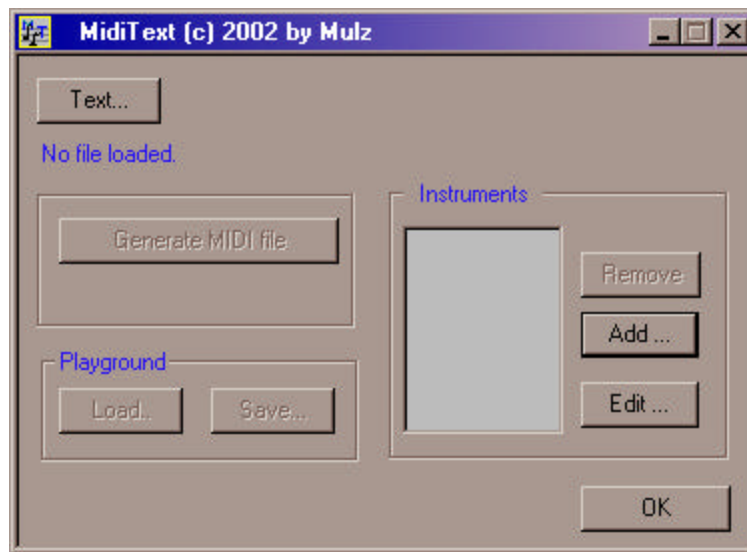 MidiText (c) 2002 by Mulz
Text...
No file loaded.
Generate MIDI file
Instruments
Remove
Add ...
Edit ...
Playground
Load..
Save...
OK